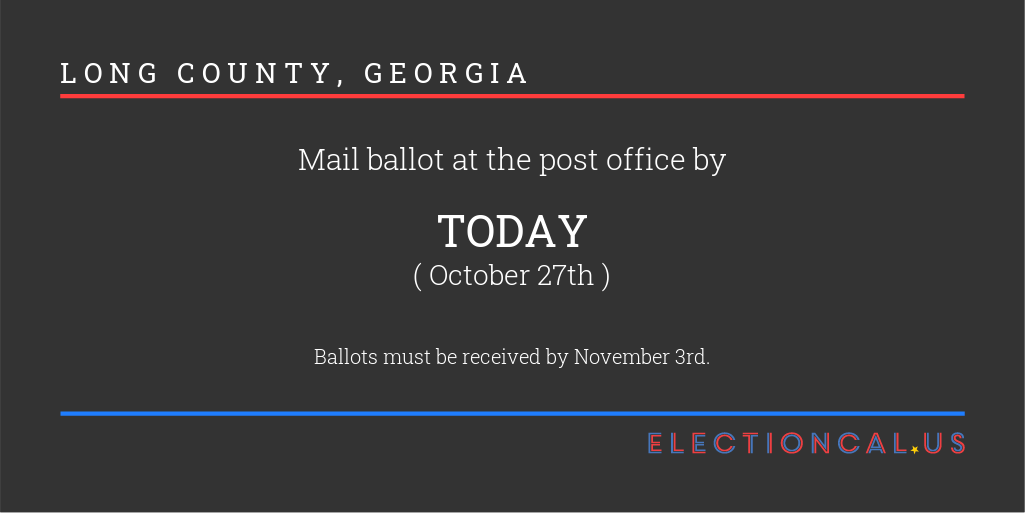 LONG COUNTY, GEORGIA
Mail ballot at the post office by
TODAY
( October 27th )
Ballots must be received by November 3rd.
ELECTIONCAL.US